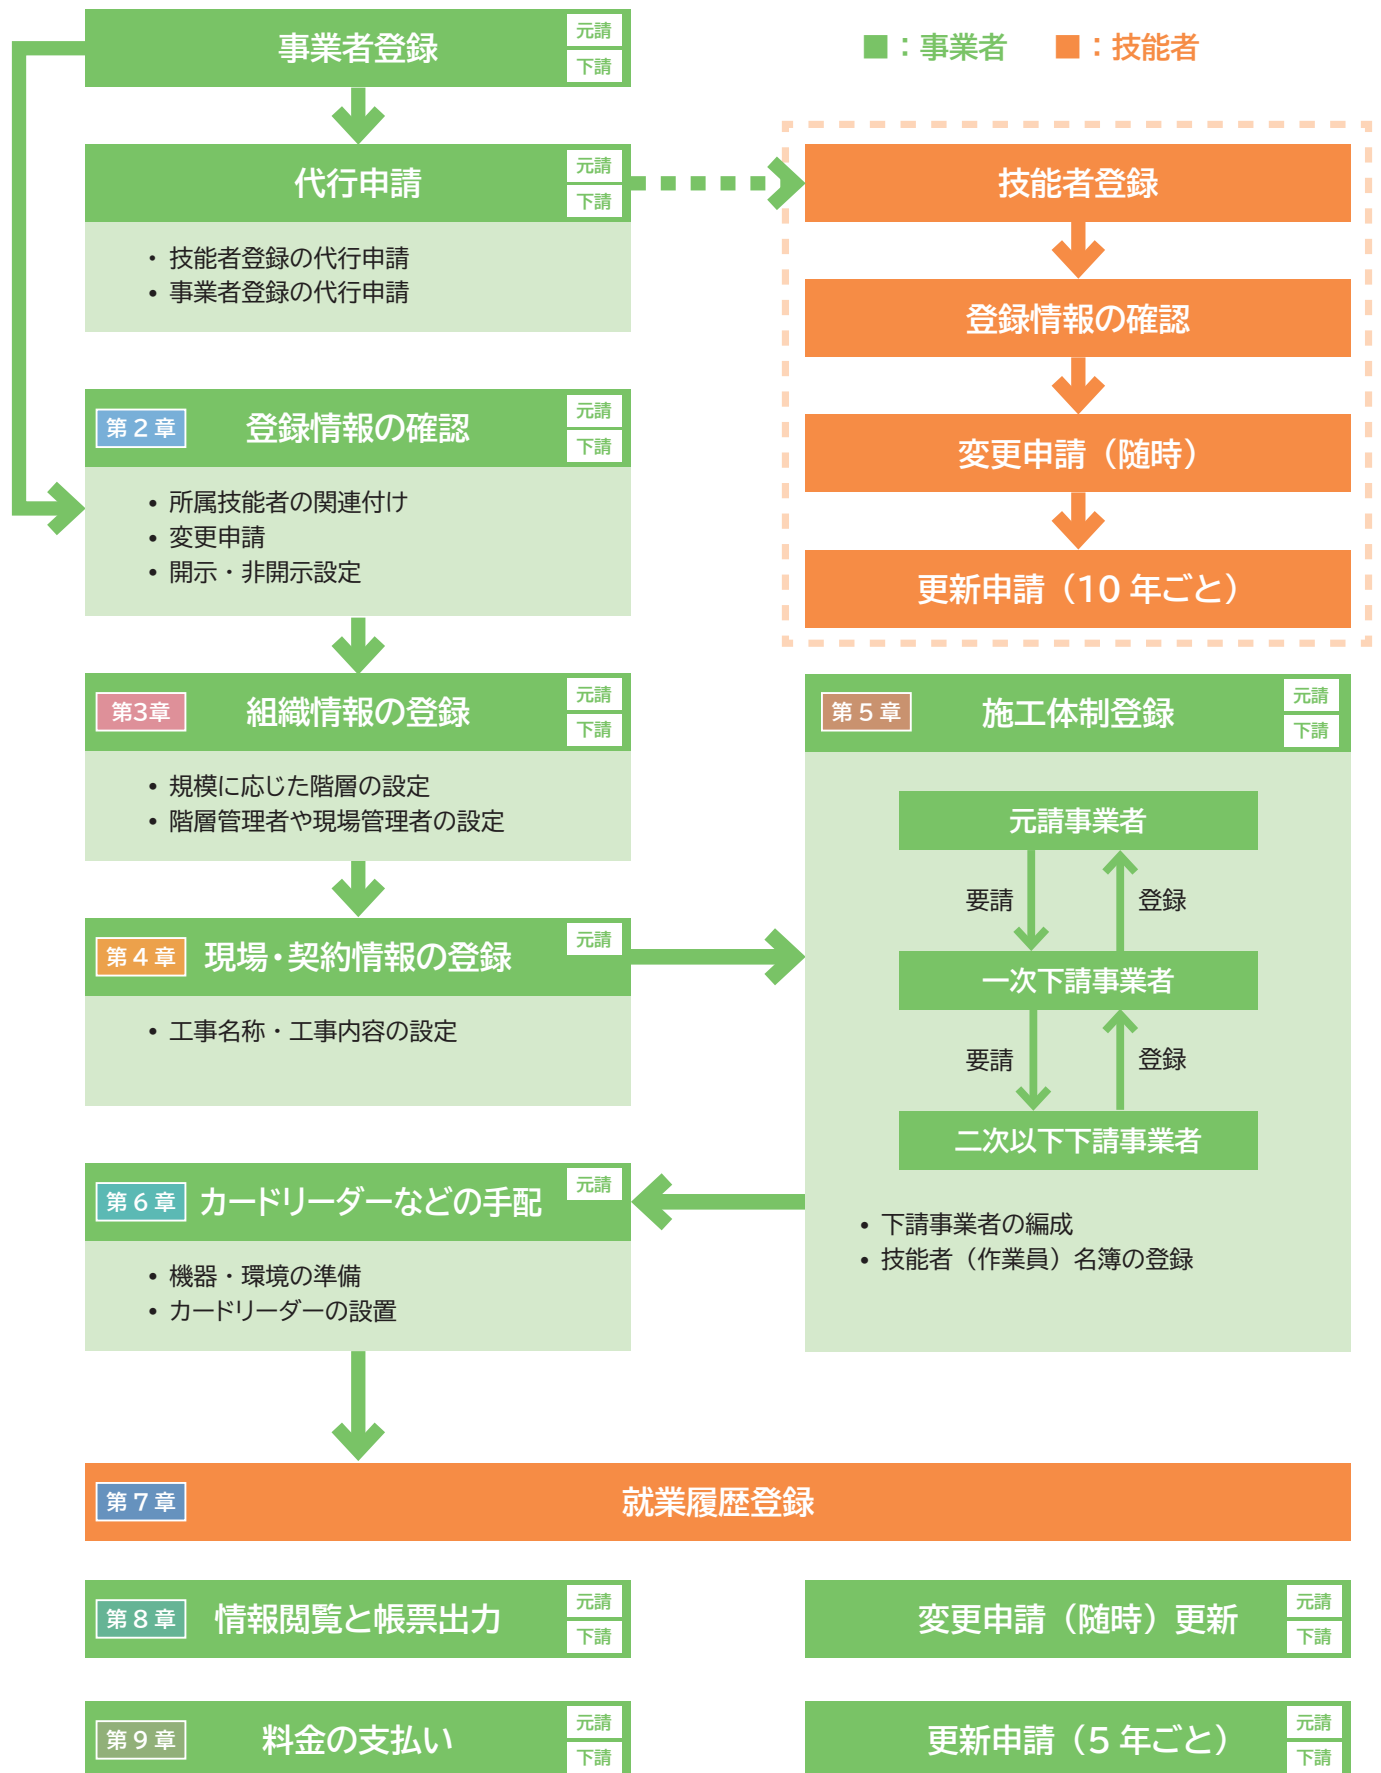 事業者登録
元請
下請
■：事業者 ■：技能者
代行申請
元請
下請
・技能者登録の代行申請
・事業者登録の代行申請
技能者登録
登録情報の確認
変更申請（随時）
更新申請（10年ごと）
第2章 登録情報の確認
元請
下請
・所属技能者の関連付け
・変更申請
・開示・非開示設定
第3章 組織情報の登録
元請
下請
・規模に応じた階層の設定
・階層管理者や現場管理者の設定
第4章 現場・契約情報の登録
元請
・工事名称・工事内容の設定
第5章 施工体制登録
元請
下請
元請事業者
要請 登録
一次下請事業者
要請 登録
二次以下下請事業者
・下請事業者の編成
・技能者（作業員）名簿の登録
第6章 カードリーダーなどの手配
元請
・機器・環境の準備
・カードリーダーの設置
第7章 就業履歴登録
第8章 情報閲覧と帳票出力
元請
下請
変更申請（随時）更新
元請
下請
第9章 料金の支払い
元請
下請
更新申請（5年ごと）
元請
下請